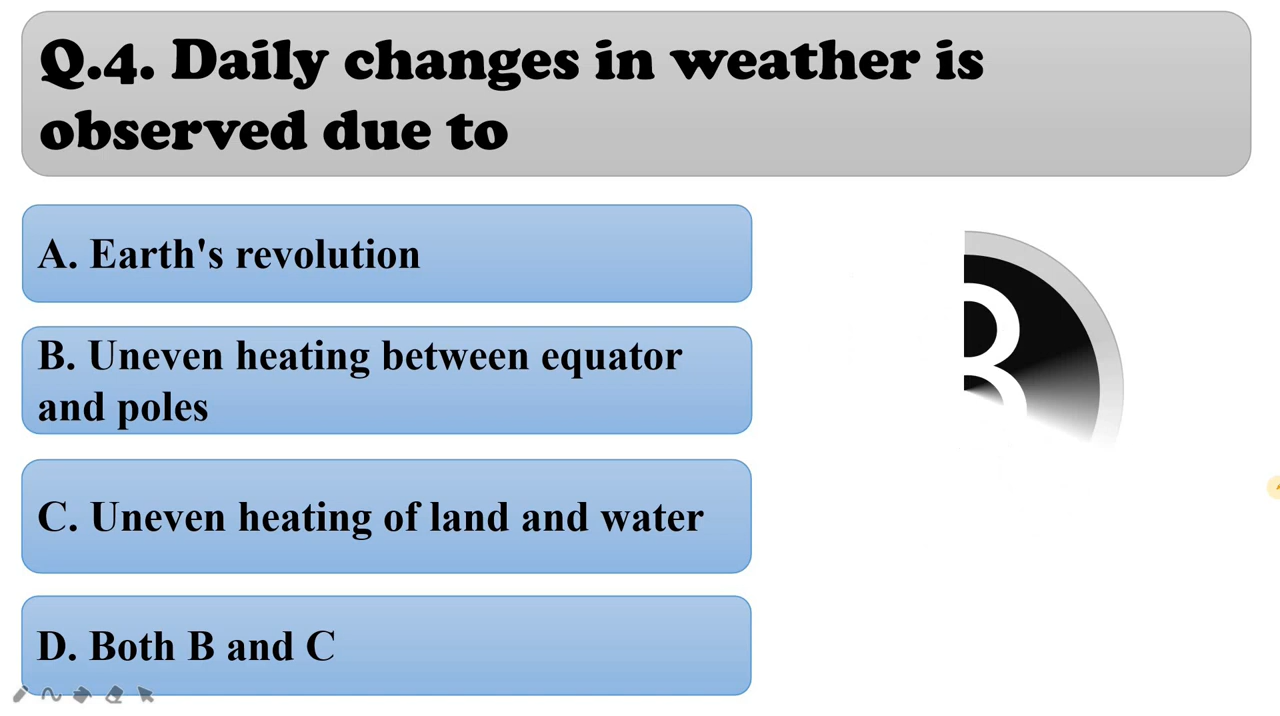 Q.4. Daily changes in weather is
observed due to
A. Earth's revolution
B. Uneven heating between equator
and poles
C. Uneven heating of land and water
D. Both B and C